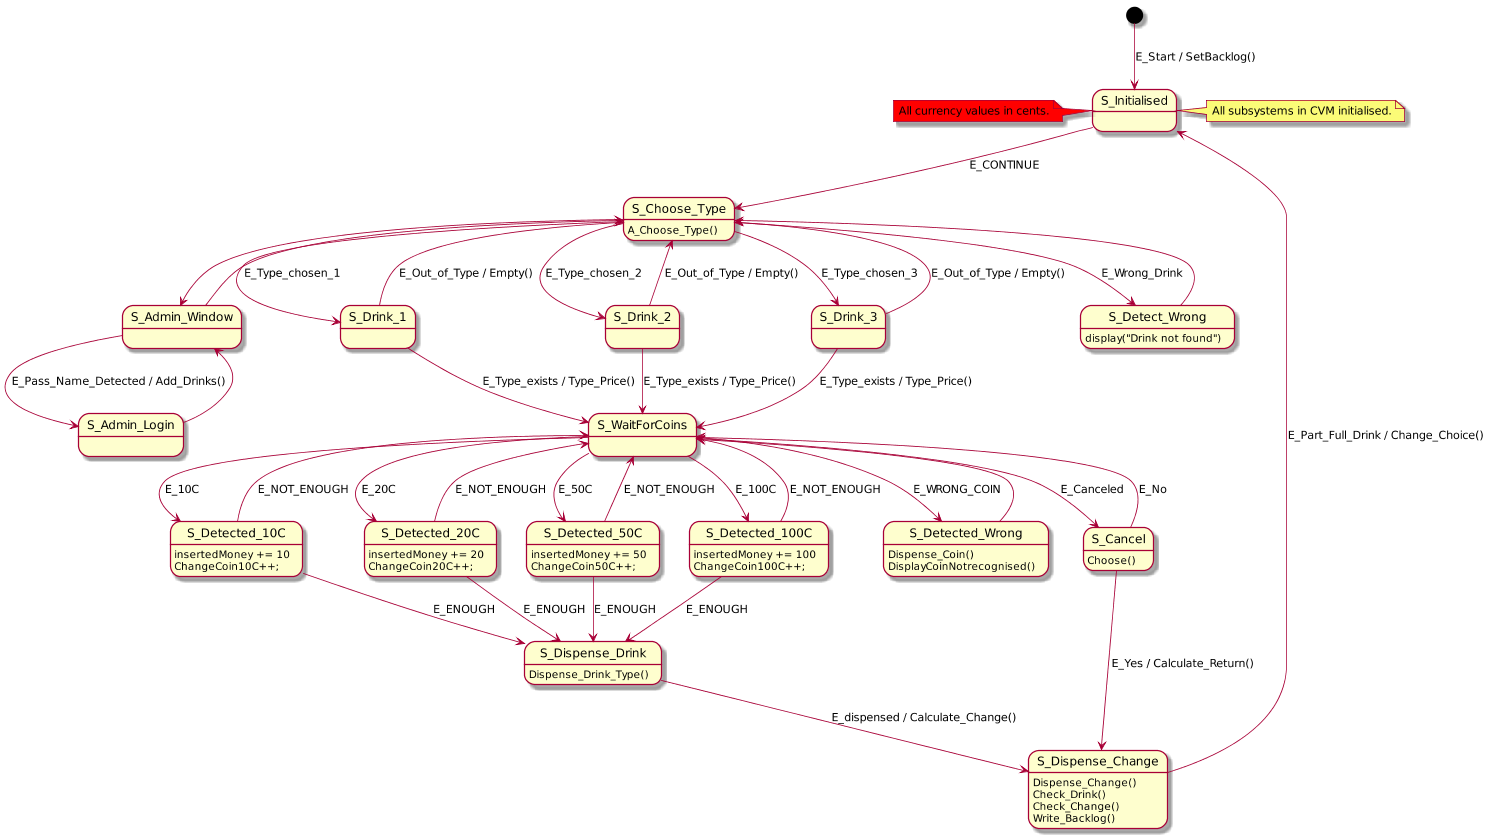 E_Start / SetBacklog()
S_Initialised
All currency values in cents.
All subsystems in CVM initialised.
E_CONTINUE
S_Choose_Type
A_Choose_Type()
E_Type_chosen_1
E_Out_of_Type / Empty()
E_Type_chosen_2
E_Out_of_Type / Empty()
E_Type_chosen_3
E_Out_of_Type / Empty()
E_Wrong_Drink
S_Admin_Window
S_Drink_1
S_Drink_2
S_Drink_3
S_Detect_Wrong
display("Drink not found")
E_Pass_Name_Detected / Add_Drinks()
E_Type_exists / Type_Price()
E_Type_exists / Type_Price()
E_Type_exists / Type_Price()
S_Admin_Login
S_WaitForCoins
E_Part_Full_Drink / Change_Choice()
E_10C
E_NOT_ENOUGH
E_20C
E_NOT_ENOUGH
E_50C
E_NOT_ENOUGH
E_100C
E_NOT_ENOUGH
E_WRONG_COIN
E_Canceled
E_No
S_Detected_10C
insertedMoney += 10
ChangeCoin10C++;
S_Detected_20C
insertedMoney += 20
ChangeCoin20C++;
S_Detected_50C
insertedMoney += 50
ChangeCoin50C++;
S_Detected_100C
insertedMoney += 100
ChangeCoin100C++;
S_Detected_Wrong
Dispense_Coin()
DisplayCoinNotrecognised()
S_Cancel
Choose()
E_ENOUGH
E_ENOUGH
E_ENOUGH
E_ENOUGH
S_Dispense_Drink
Dispense_Drink_Type()
E_Yes / Calculate_Return()
E_dispensed / Calculate_Change()
S_Dispense_Change
Dispense_Change()
Check_Drink()
Check_Change()
Write_Backlog()